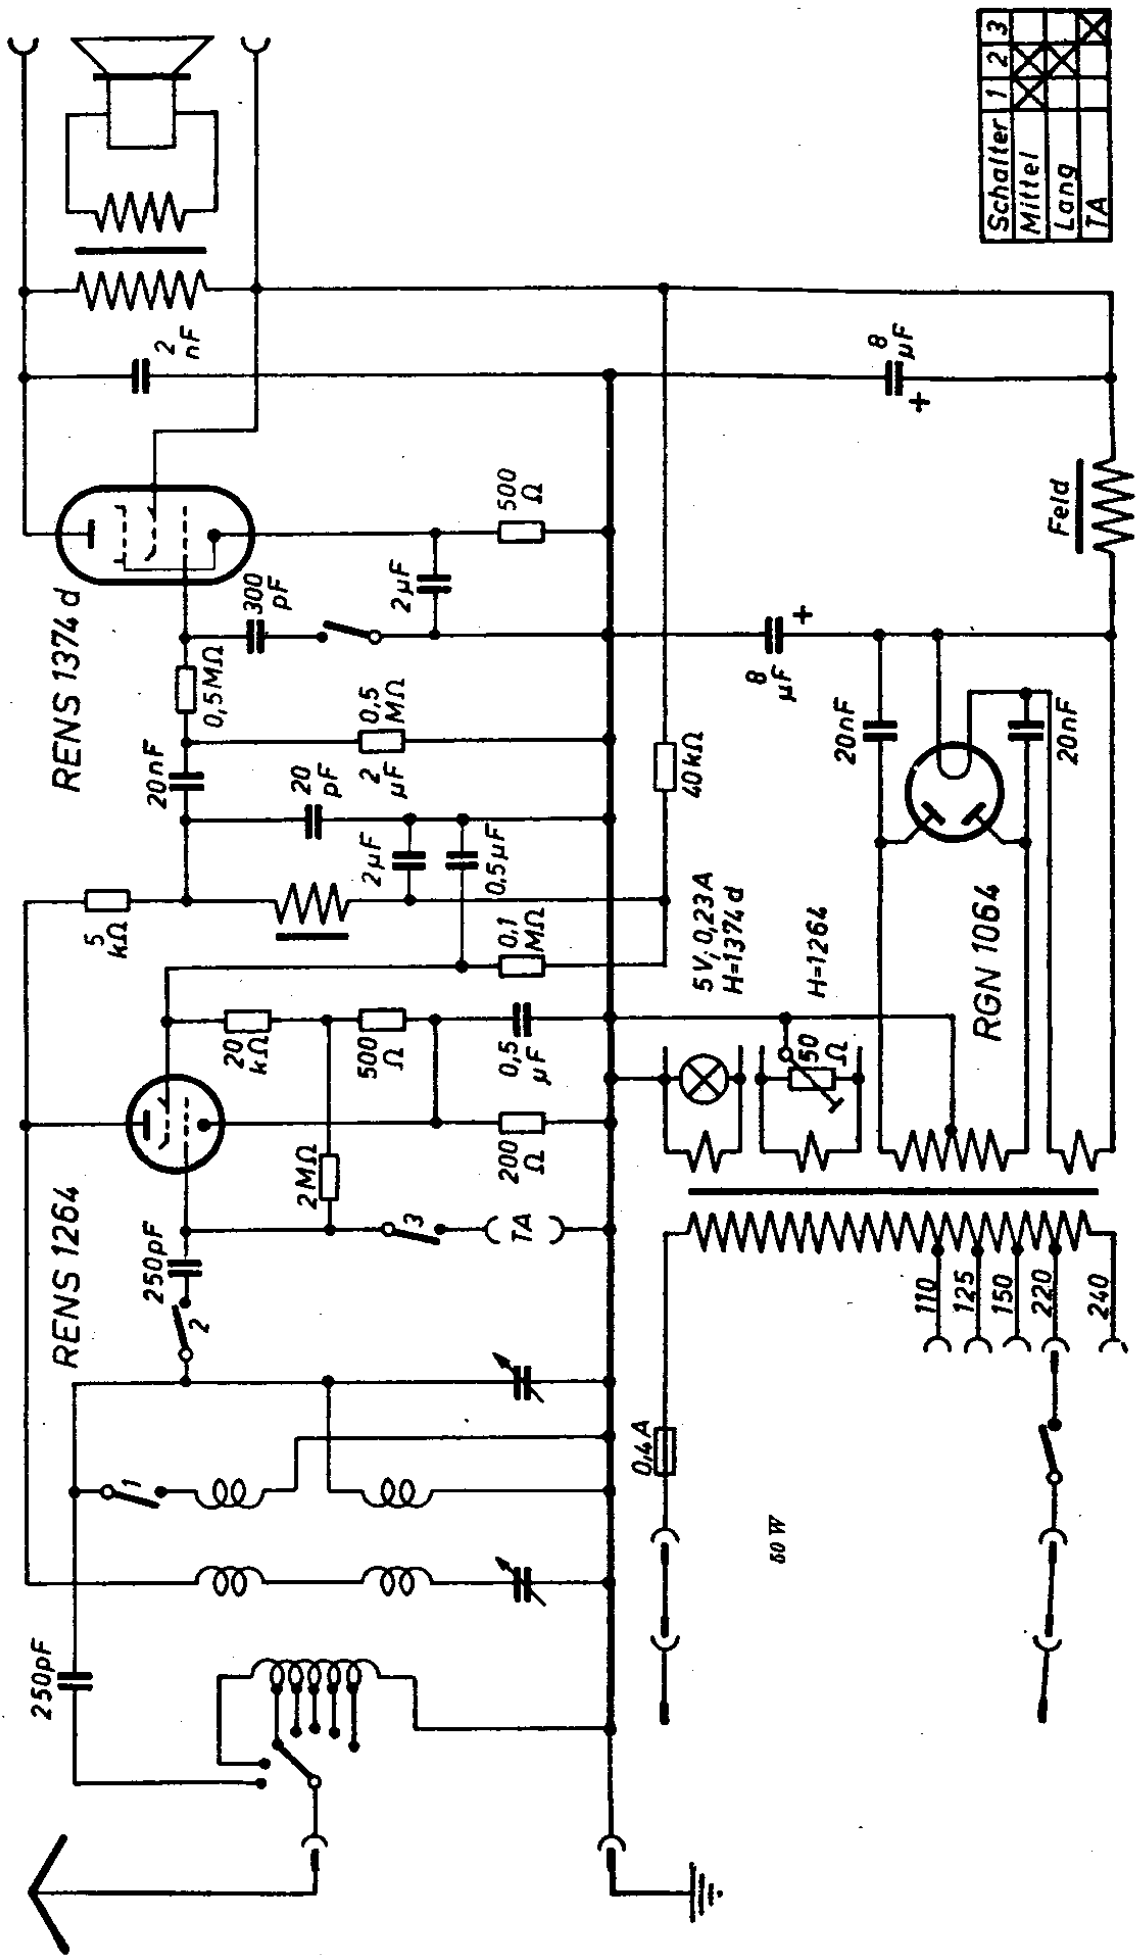 RENS 1264
RENS 1374 d
250pF
250pF
1
2
3
TA
2MΩ
20
kΩ
500
Ω
200
Ω
0,5
µF
5
kΩ
0,1
MΩ
0,5µF
2µF
20
pF
20nF
0,5MΩ
0,5
MΩ
2
µF
300
pF
2µF
500
Ω
2
nF
40kΩ
8
µF
+
8
µF
+
5V; 0,23A
H=1374 d
H=1264
50
Ω
RGN 1064
20nF
20nF
Feld
0,4A
50 W
110
125
150
220
240
Schalter 1 2 3
Mittel
Lang
TA